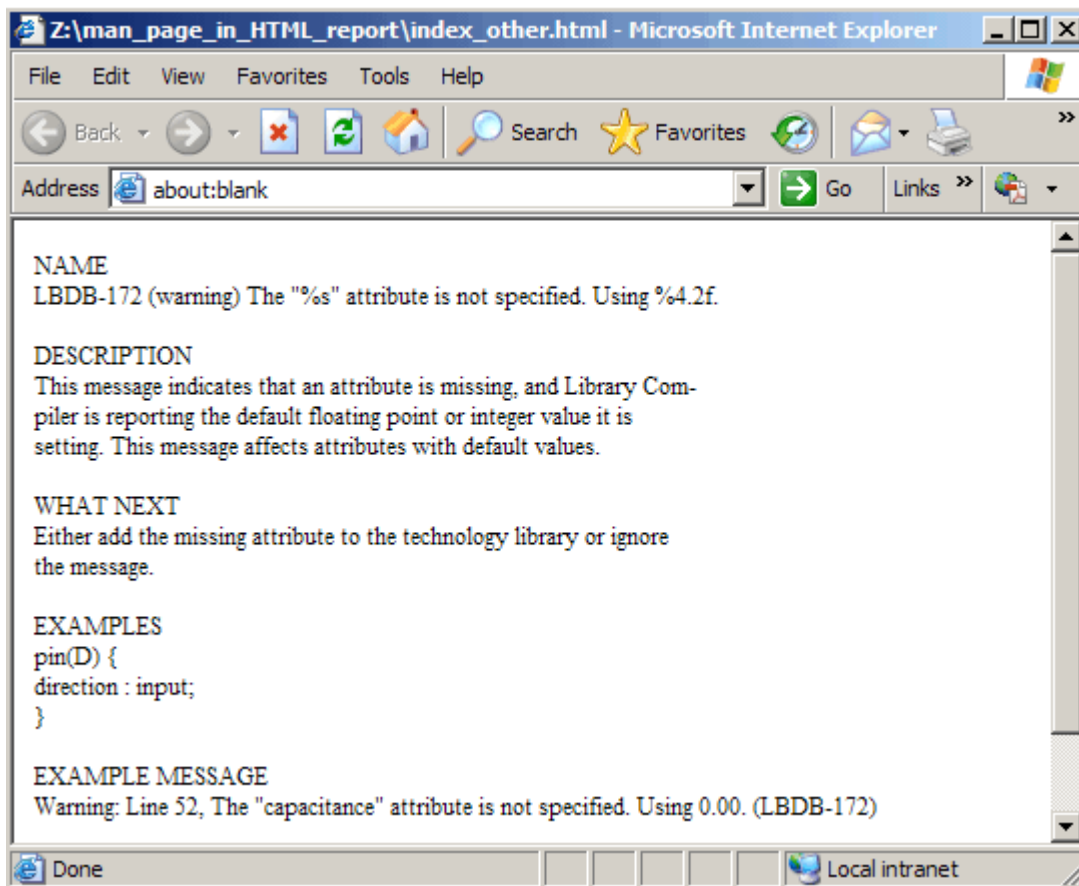 Z:\man_page_in_HTML_report\index_other.html - Microsoft Internet Explorer
File Edit View Favorites Tools Help
Back Search Favorites »
Address about:blank Go Links »
NAME
LBDB-172 (warning) The "%s" attribute is not specified. Using %4.2f.
DESCRIPTION
This message indicates that an attribute is missing, and Library Com-
piler is reporting the default floating point or integer value it is
setting. This message affects attributes with default values.
WHAT NEXT
Either add the missing attribute to the technology library or ignore
the message.
EXAMPLES
pin(D) {
direction : input;
}
EXAMPLE MESSAGE
Warning: Line 52, The "capacitance" attribute is not specified. Using 0.00. (LBDB-172)
Done Local intranet